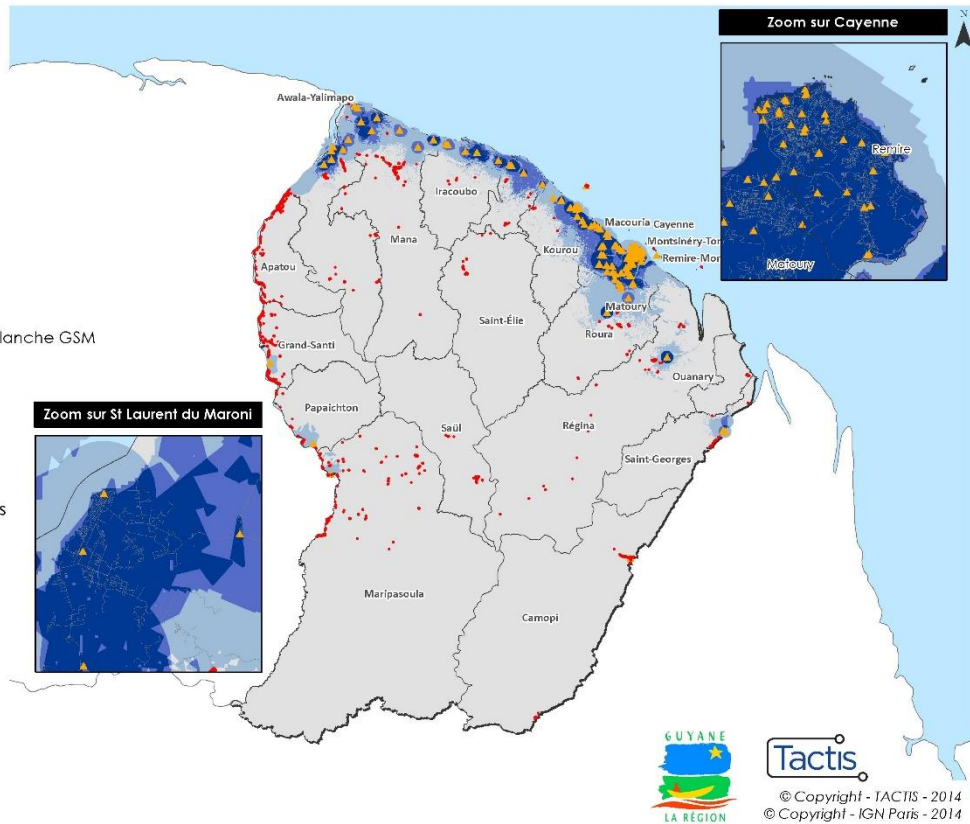 Zoom sur Cayenne
N
Remire
Matoury
Awala-Yalimapo
Iracoubo
Mana
Macouria Cayenne
Montsinéry-Ton
Remire-Mon
Kourou
Apatou
Saint-Élie
Matoury
Roura
lanche GSM
Grand-Santi
Ouanary
Papaichton
Saül
Régina
Zoom sur St Laurent du Maroni
Saint-Georges
s
Maripasoula
Camopi
GUYANE
LA RÉGION
Tactis
© Copyright - TACTIS - 2014
© Copyright - IGN Paris - 2014